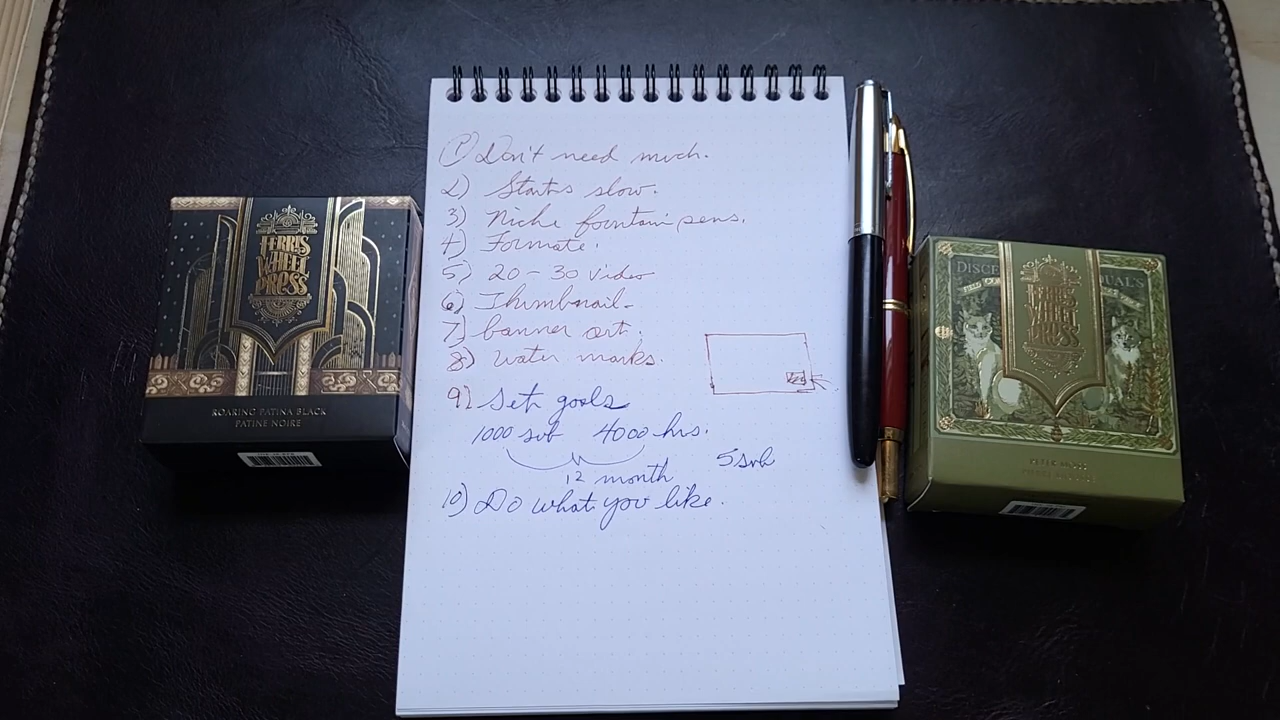 1) Don't need much.
2) Starts slow.
3) Niche fountain pens.
4) Formate.
5) 20-30 video
6) Thumbnail-
7) banner art.
8) water marks.
9) Set goals
1000 sub 4000 hrs.
5 sub
12 month
10) Do what you like.
FERRIS
WHEEL
PRESS
ROARING PATINA BLACK
PATINE NOIRE
FERRIS
WHEEL
PRESS